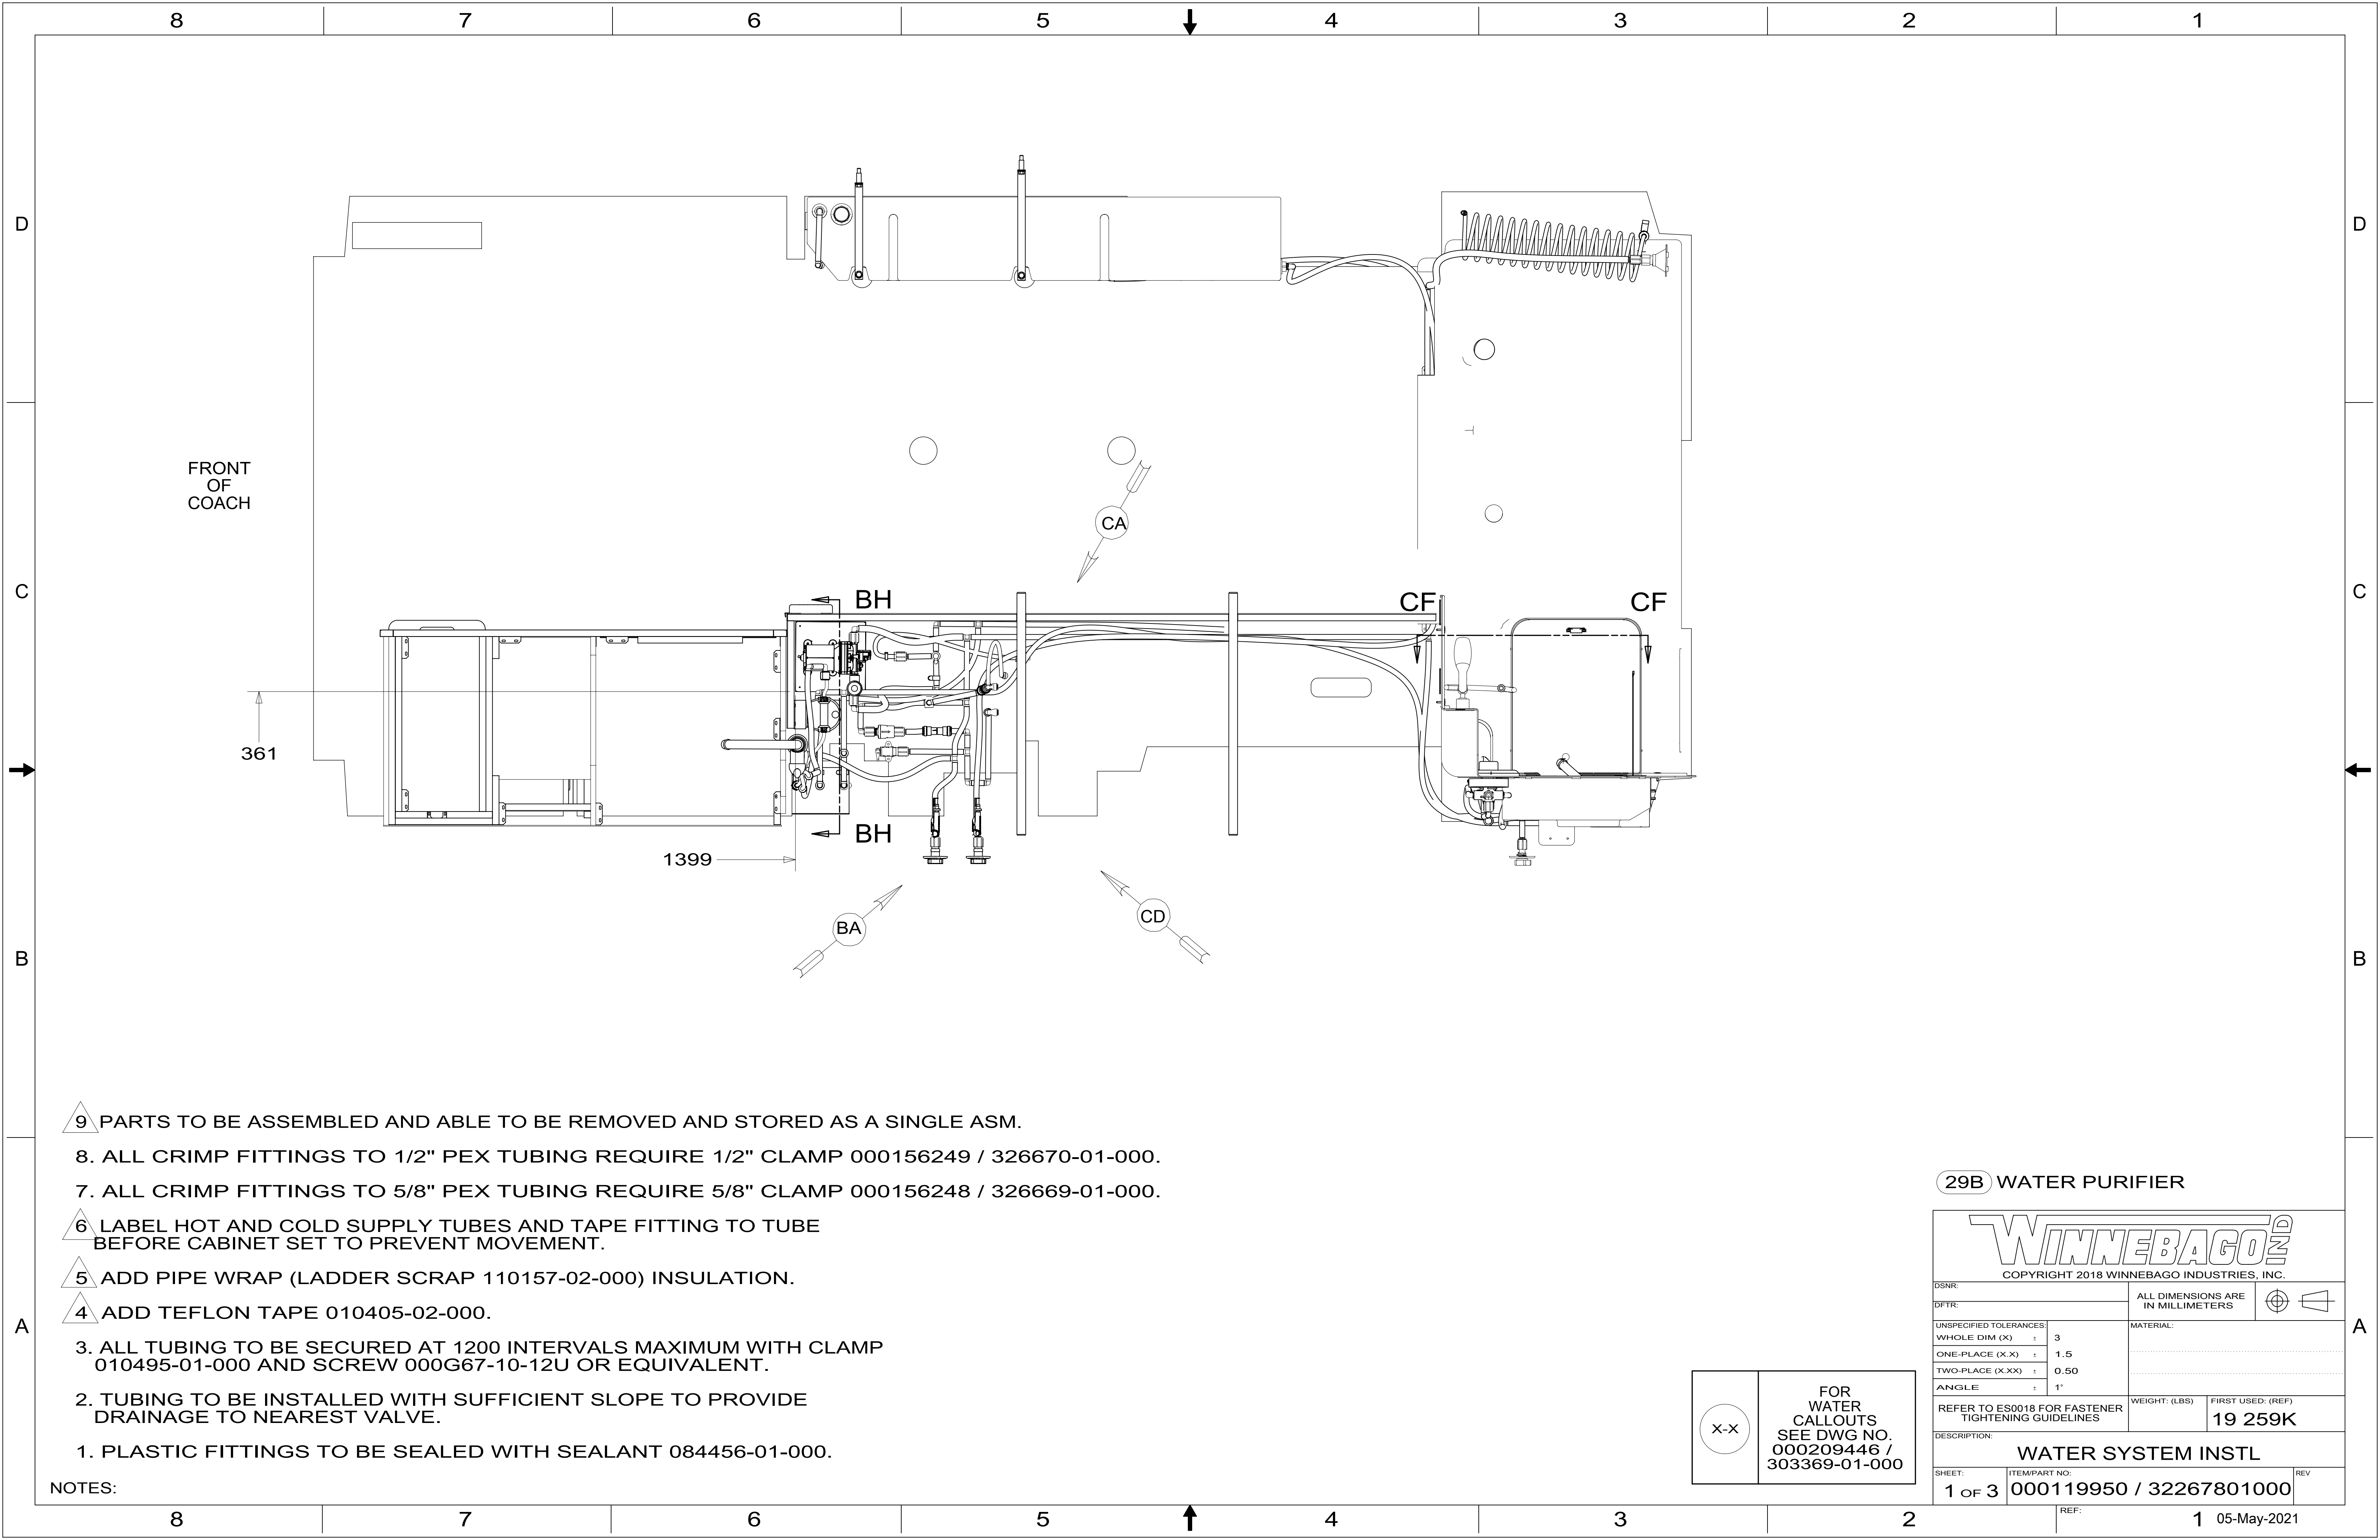 8 7 6 5 4 3 2 1
D
D
FRONT
OF
COACH
CA
C
C
BH
CF
CF
361
BH
1399
BA
CD
B
B
9 PARTS TO BE ASSEMBLED AND ABLE TO BE REMOVED AND STORED AS A SINGLE ASM.
8. ALL CRIMP FITTINGS TO 1/2" PEX TUBING REQUIRE 1/2" CLAMP 000156249 / 326670-01-000.
7. ALL CRIMP FITTINGS TO 5/8" PEX TUBING REQUIRE 5/8" CLAMP 000156248 / 326669-01-000.
6 LABEL HOT AND COLD SUPPLY TUBES AND TAPE FITTING TO TUBE
BEFORE CABINET SET TO PREVENT MOVEMENT.
5 ADD PIPE WRAP (LADDER SCRAP 110157-02-000) INSULATION.
4 ADD TEFLON TAPE 010405-02-000.
A
A
3. ALL TUBING TO BE SECURED AT 1200 INTERVALS MAXIMUM WITH CLAMP
010495-01-000 AND SCREW 000G67-10-12U OR EQUIVALENT.
2. TUBING TO BE INSTALLED WITH SUFFICIENT SLOPE TO PROVIDE
DRAINAGE TO NEAREST VALVE.
1. PLASTIC FITTINGS TO BE SEALED WITH SEALANT 084456-01-000.
NOTES:
X-X
FOR
WATER
CALLOUTS
SEE DWG NO.
000209446 /
303369-01-000
29B WATER PURIFIER
WINNEBAGO IND
COPYRIGHT 2018 WINNEBAGO INDUSTRIES, INC.
DSNR:
DFTR:
ALL DIMENSIONS ARE
IN MILLIMETERS
UNSPECIFIED TOLERANCES:
WHOLE DIM (X) ± 3
ONE-PLACE (X.X) ± 1.5
TWO-PLACE (X.XX) ± 0.50
ANGLE ± 1°
MATERIAL:
REFER TO ES0018 FOR FASTENER
TIGHTENING GUIDELINES
WEIGHT: (LBS)
FIRST USED: (REF)
19 259K
DESCRIPTION:
WATER SYSTEM INSTL
SHEET:
1 OF 3
ITEM/PART NO:
000119950 / 32267801000
REV
8 7 6 5 4 3 2 1
REF:
05-May-2021